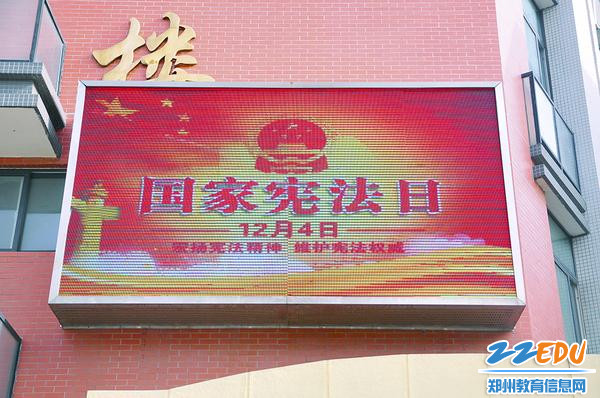 楼
国家宪法日
12月4日
弘扬宪法精神 维护宪法权威
ZZEDU
郑州教育信息网